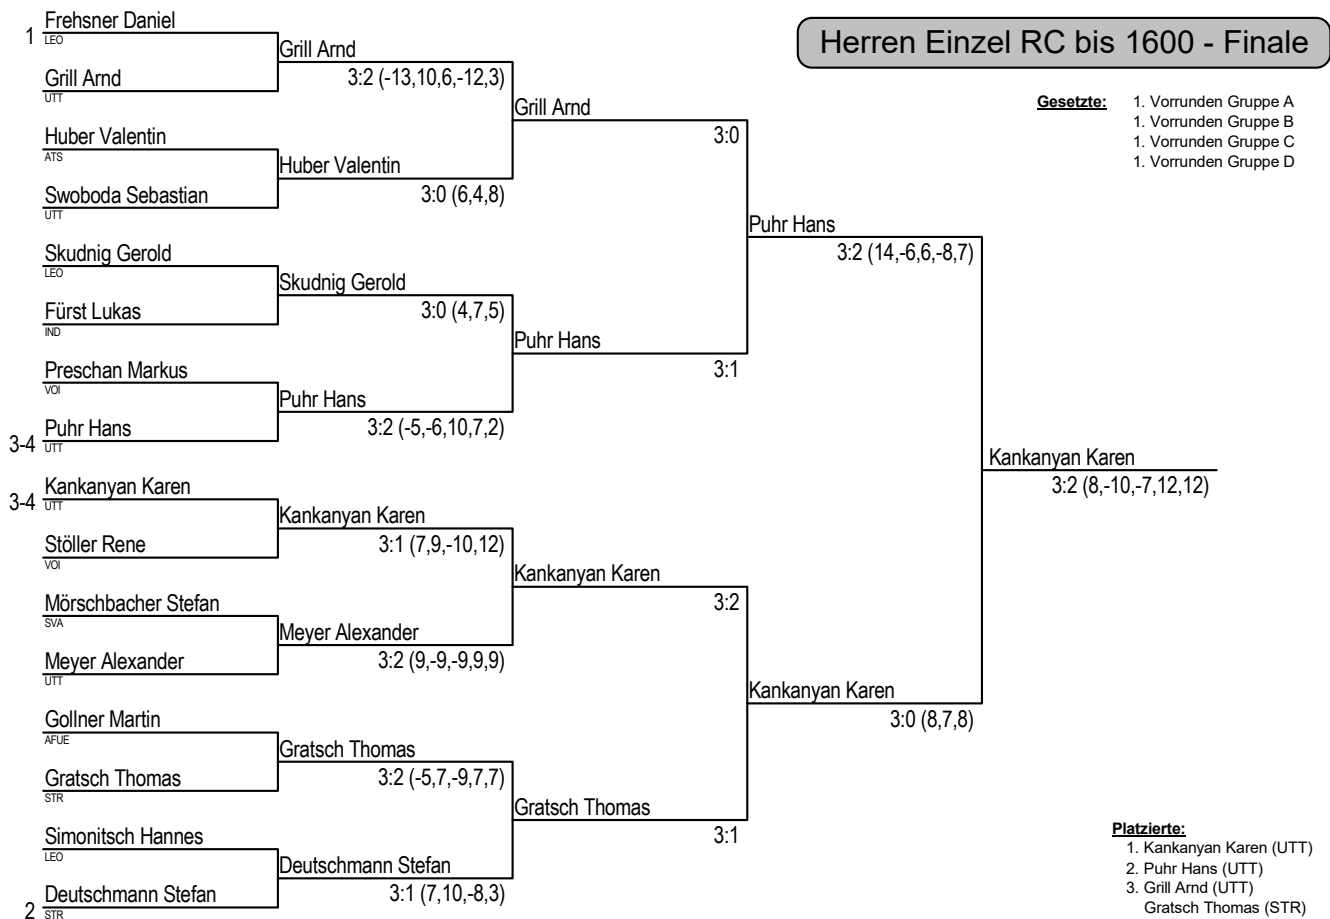 Herren Einzel RC bis 1600 - Finale
Gesetzte:
1. Vorrunden Gruppe A
1. Vorrunden Gruppe B
1. Vorrunden Gruppe C
1. Vorrunden Gruppe D
1
Frehsner Daniel
LEO
Grill Arnd
UTT
Huber Valentin
ATS
Swoboda Sebastian
UTT
Skudnig Gerold
LEO
Fürst Lukas
IND
Preschan Markus
VOI
3-4
Puhr Hans
UTT
3-4
Kankanyan Karen
UTT
Stöller Rene
VOI
Mörschbacher Stefan
SVA
Meyer Alexander
UTT
Gollner Martin
AFUE
Gratsch Thomas
STR
Simonitsch Hannes
LEO
2
Deutschmann Stefan
STR
Grill Arnd
3:2 (-13,10,6,-12,3)
Huber Valentin
3:0 (6,4,8)
Skudnig Gerold
3:0 (4,7,5)
Puhr Hans
3:2 (-5,-6,10,7,2)
Kankanyan Karen
3:1 (7,9,-10,12)
Meyer Alexander
3:2 (9,-9,-9,9,9)
Gratsch Thomas
3:2 (-5,7,-9,7,7)
Deutschmann Stefan
3:1 (7,10,-8,3)
Grill Arnd
3:0
Puhr Hans
3:1
Kankanyan Karen
3:2
Gratsch Thomas
3:1
Puhr Hans
3:2 (14,-6,6,-8,7)
Kankanyan Karen
3:0 (8,7,8)
Kankanyan Karen
3:2 (8,-10,-7,12,12)
Platzierte:
1. Kankanyan Karen (UTT)
2. Puhr Hans (UTT)
3. Grill Arnd (UTT)
Gratsch Thomas (STR)